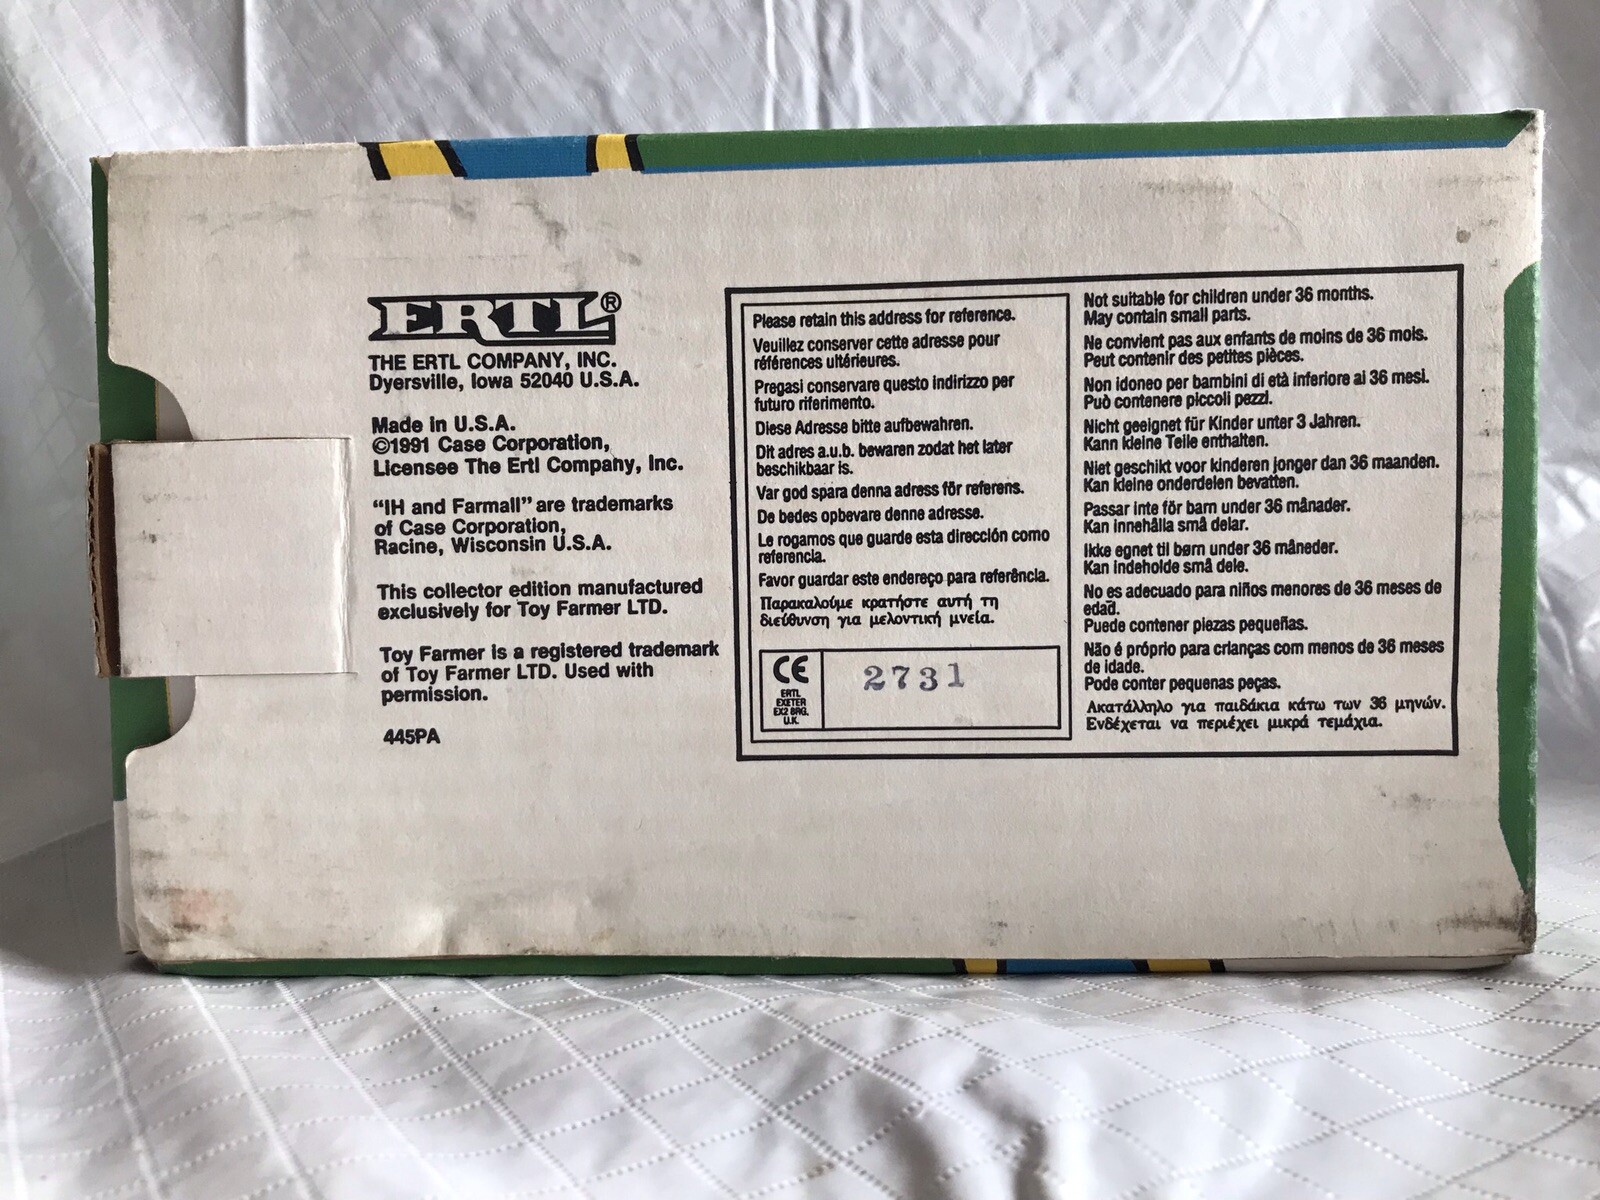 ERTL®
THE ERTL COMPANY, INC.
Dyersville, Iowa 52040 U.S.A.
Made in U.S.A.
©1991 Case Corporation,
Licensee The Ertl Company, Inc.
"IH and Farmall" are trademarks
of Case Corporation,
Racine, Wisconsin U.S.A.
This collector edition manufactured
exclusively for Toy Farmer LTD.
Toy Farmer is a registered trademark
of Toy Farmer LTD. Used with
permission.
445PA
Please retain this address for reference.
Veuillez conserver cette adresse pour
références ultérieures.
Pregasi conservare questo indirizzo per
futuro riferimento.
Diese Adresse bitte aufbewahren.
Dit adres a.u.b. bewaren zodat het later
beschikbaar is.
Var god spara denna adress för referens.
De bedes opbevare denne adresse.
Le rogamos que guarde esta dirección como
referencia.
Favor guardar este endereço para referência.
Παρακαλούμε κρατήστε αυτή τη
διεύθυνση για μελοντική μνεία.
CE
ERTL
EXETER
EX2 8RG,
U.K.
2731
Not suitable for children under 36 months.
May contain small parts.
Ne convient pas aux enfants de moins de 36 mois.
Peut contenir des petites pièces.
Non idoneo per bambini di età inferiore ai 36 mesi.
Può contenere piccoli pezzi.
Nicht geeignet für Kinder unter 3 Jahren.
Kann kleine Teile enthalten.
Niet geschikt voor kinderen jonger dan 36 maanden.
Kan kleine onderdelen bevatten.
Passar inte för barn under 36 månader.
Kan innehålla små delar.
Ikke egnet til børn under 36 måneder.
Kan indeholde små dele.
No es adecuado para niños menores de 36 meses de
edad.
Puede contener piezas pequeñas.
Não é próprio para crianças com menos de 36 meses
de idade.
Pode conter pequenas peças.
Ακατάλληλο για παιδάκια κάτω των 36 μηνών.
Ενδέχεται να περιέχει μικρά τεμάχια.